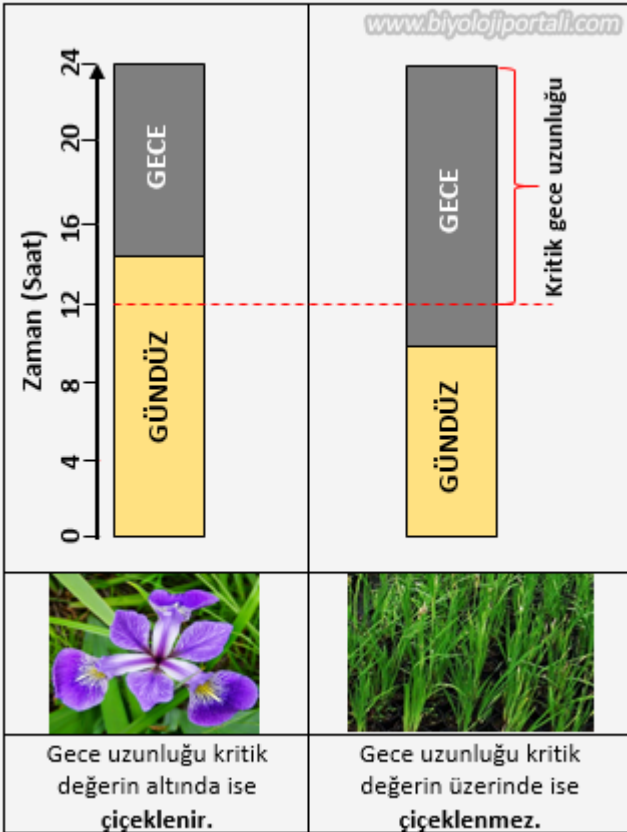 www.biyolojiportali.com
Zaman (Saat)
24
20
16
12
8
4
0
GECE
GÜNDÜZ
GECE
GÜNDÜZ
Kritik gece uzunluğu
Gece uzunluğu kritik
değerin altında ise
çiçeklenir.
Gece uzunluğu kritik
değerin üzerinde ise
çiçeklenmez.